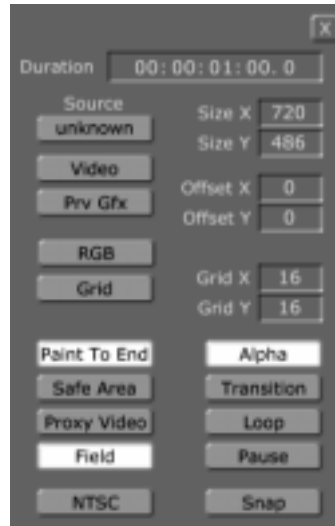 X
Duration 00:00:01:00.0
Source
unknown
Size X 720
Size Y 486
Video
Prv Gfx
Offset X 0
Offset Y 0
RGB
Grid
Grid X 16
Grid Y 16
Paint To End Alpha
Safe Area Transition
Proxy Video Loop
Field Pause
NTSC Snap